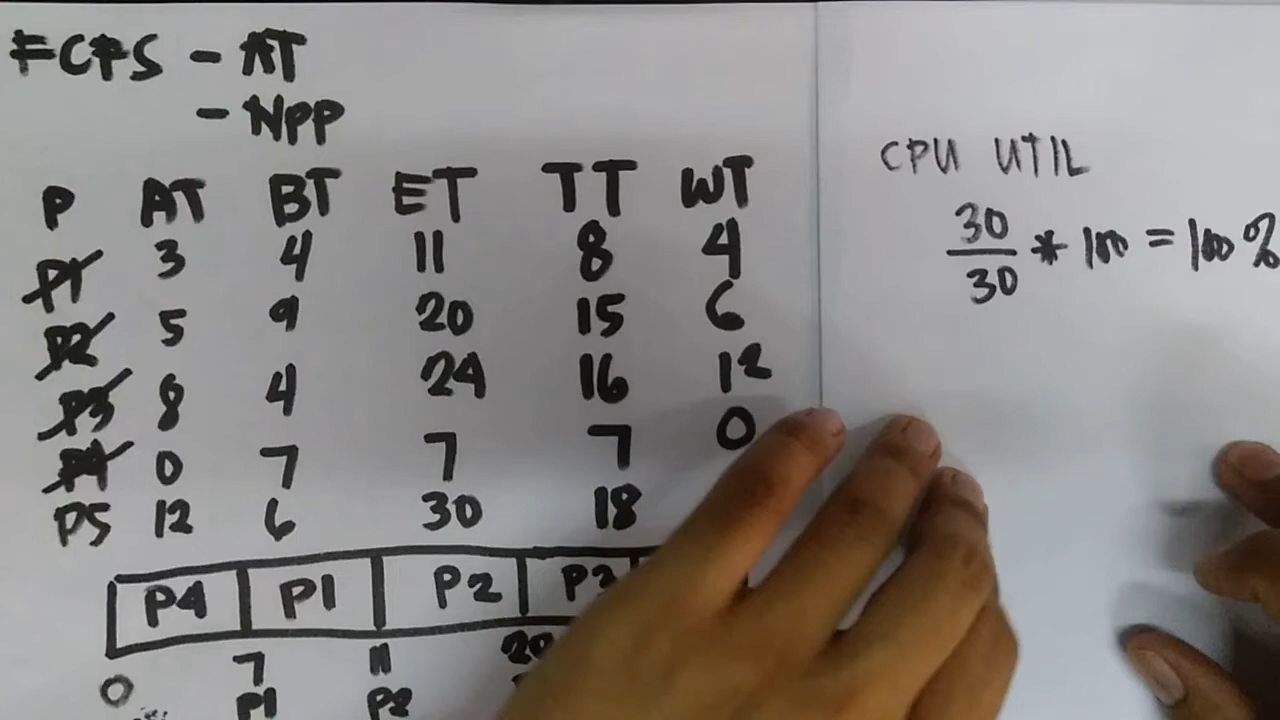 FCFS - AT
- NPP
P AT BT ET TT WT
P1 3 4 11 8 4
P2 5 9 20 15 6
P3 8 4 24 16 12
P4 0 7 7 7 0
P5 12 6 30 18
P4 P1 P2 P3
0 7 11 20
P1 P2
CPU UTIL
30
30 * 100 = 100%